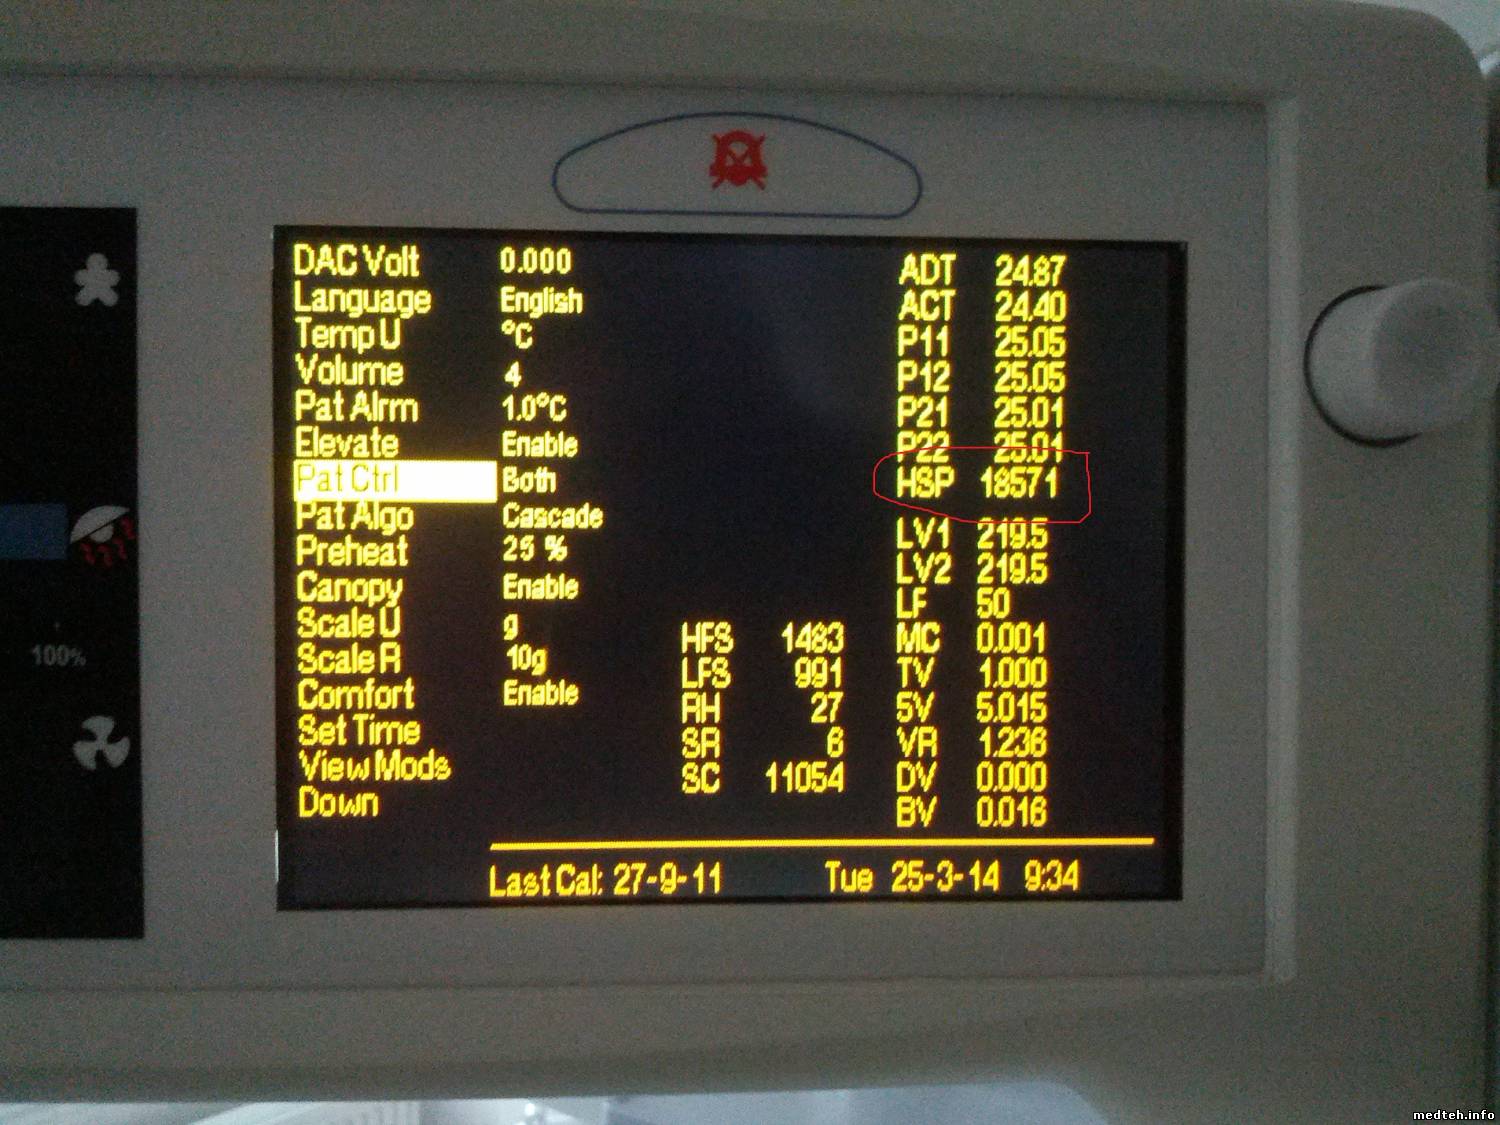 DAC Volt 0.000
Language English
Temp U °C
Volume 4
Pat Alrm 1.0°C
Elevate Enable
Pat Ctrl Both
Pat Algo Cascade
Preheat 25 %
Canopy Enable
Scale U g
Scale R 10g
Comfort Enable
Set Time
View Mods
Down
HFS 1483
LFS 991
RH 27
SR 6
SC 11054
ADT 24.87
ACT 24.40
P11 25.05
P12 25.05
P21 25.01
P22 25.01
HSP 18571
LV1 219.5
LV2 219.5
LF 50
MC 0.001
TV 1.000
5V 5.015
VR 1.236
DV 0.000
BV 0.016
Last Cal: 27-9-11 Tue 25-3-14 9:34
100%
medteh.info